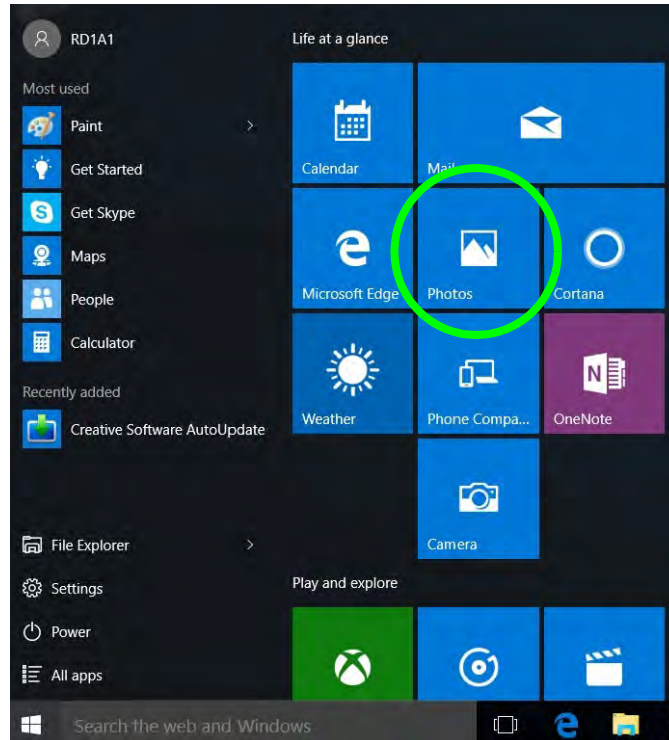 RD1A1
Most used
Paint
Get Started
Get Skype
Maps
People
Calculator
Recently added
Creative Software AutoUpdate
File Explorer
Settings
Power
All apps
Search the web and Windows
Life at a glance
Calendar
Mail
Microsoft Edge
Photos
Cortana
Weather
Phone Compa...
OneNote
Camera
Play and explore